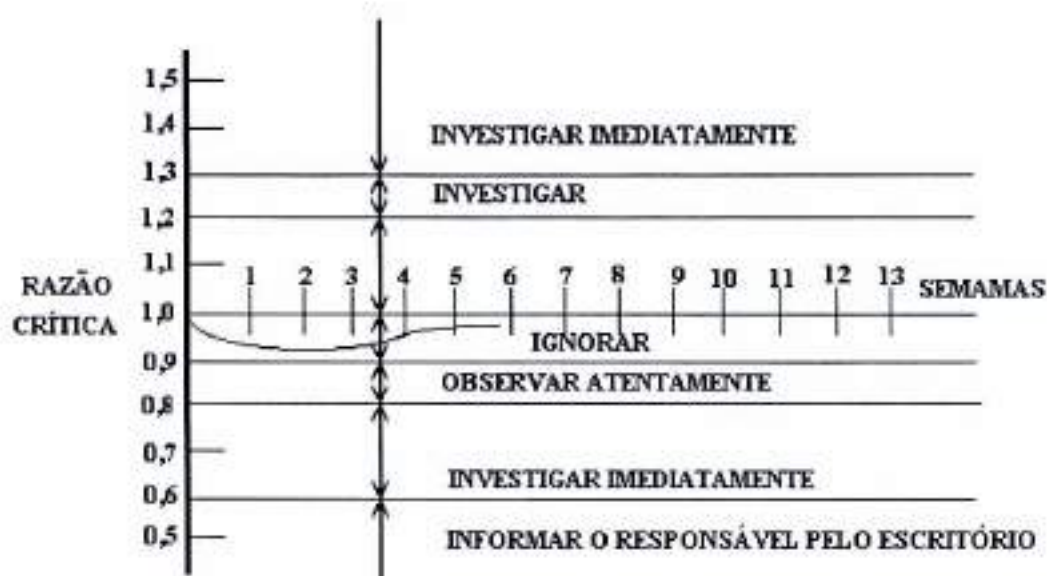 1,5
1,4
INVESTIGAR IMEDIATAMENTE
1,3
INVESTIGAR
1,2
1,1
1 2 3 4 5 6 7 8 9 10 11 12 13
RAZÃO
SEMAMAS
CRÍTICA
1,0
IGNORAR
0,9
OBSERVAR ATENTAMENTE
0,8
0,7
INVESTIGAR IMEDIATAMENTE
0,6
0,5
INFORMAR O RESPONSÁVEL PELO ESCRITÓRIO